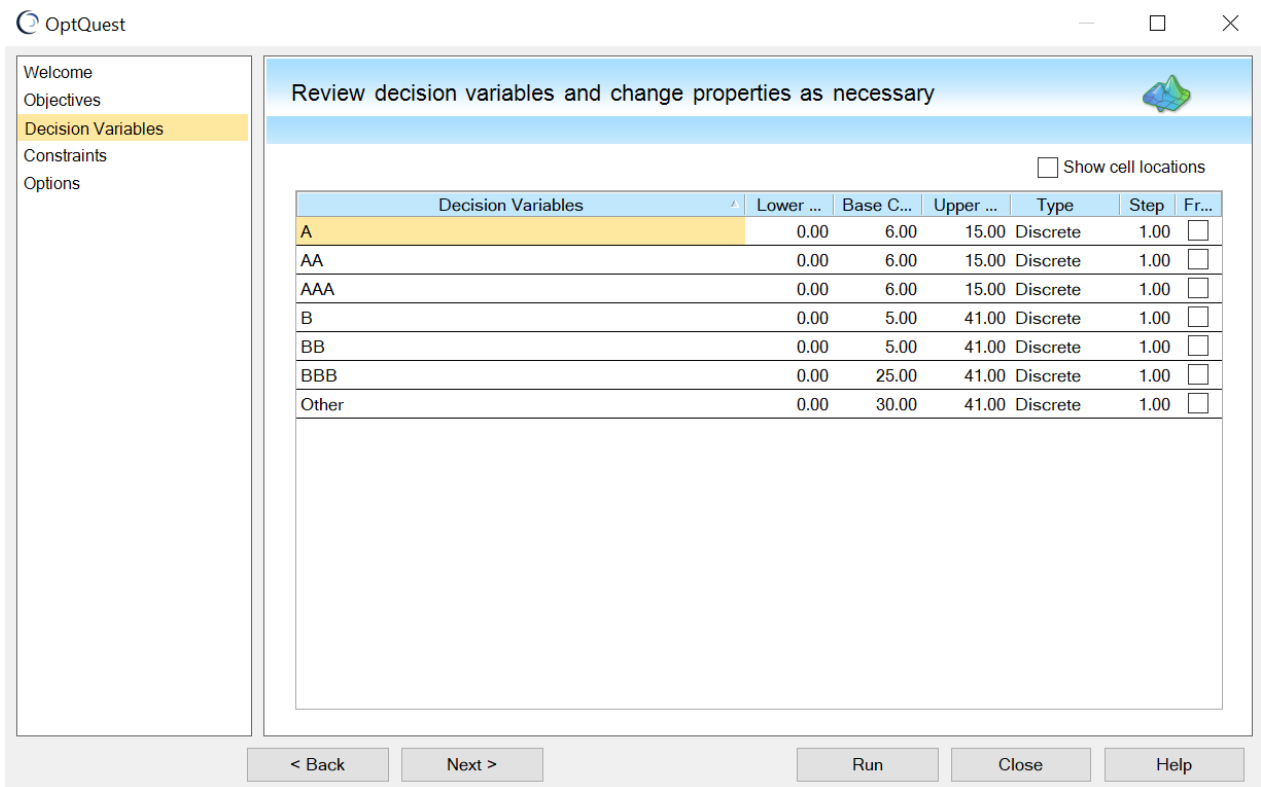 OptQuest
Welcome
Objectives
Decision Variables
Constraints
Options
Review decision variables and change properties as necessary
Show cell locations
Decision Variables Lower ... Base C... Upper ... Type Step Fr...
A 0.00 6.00 15.00 Discrete 1.00
AA 0.00 6.00 15.00 Discrete 1.00
AAA 0.00 6.00 15.00 Discrete 1.00
B 0.00 5.00 41.00 Discrete 1.00
BB 0.00 5.00 41.00 Discrete 1.00
BBB 0.00 25.00 41.00 Discrete 1.00
Other 0.00 30.00 41.00 Discrete 1.00
< Back Next > Run Close Help